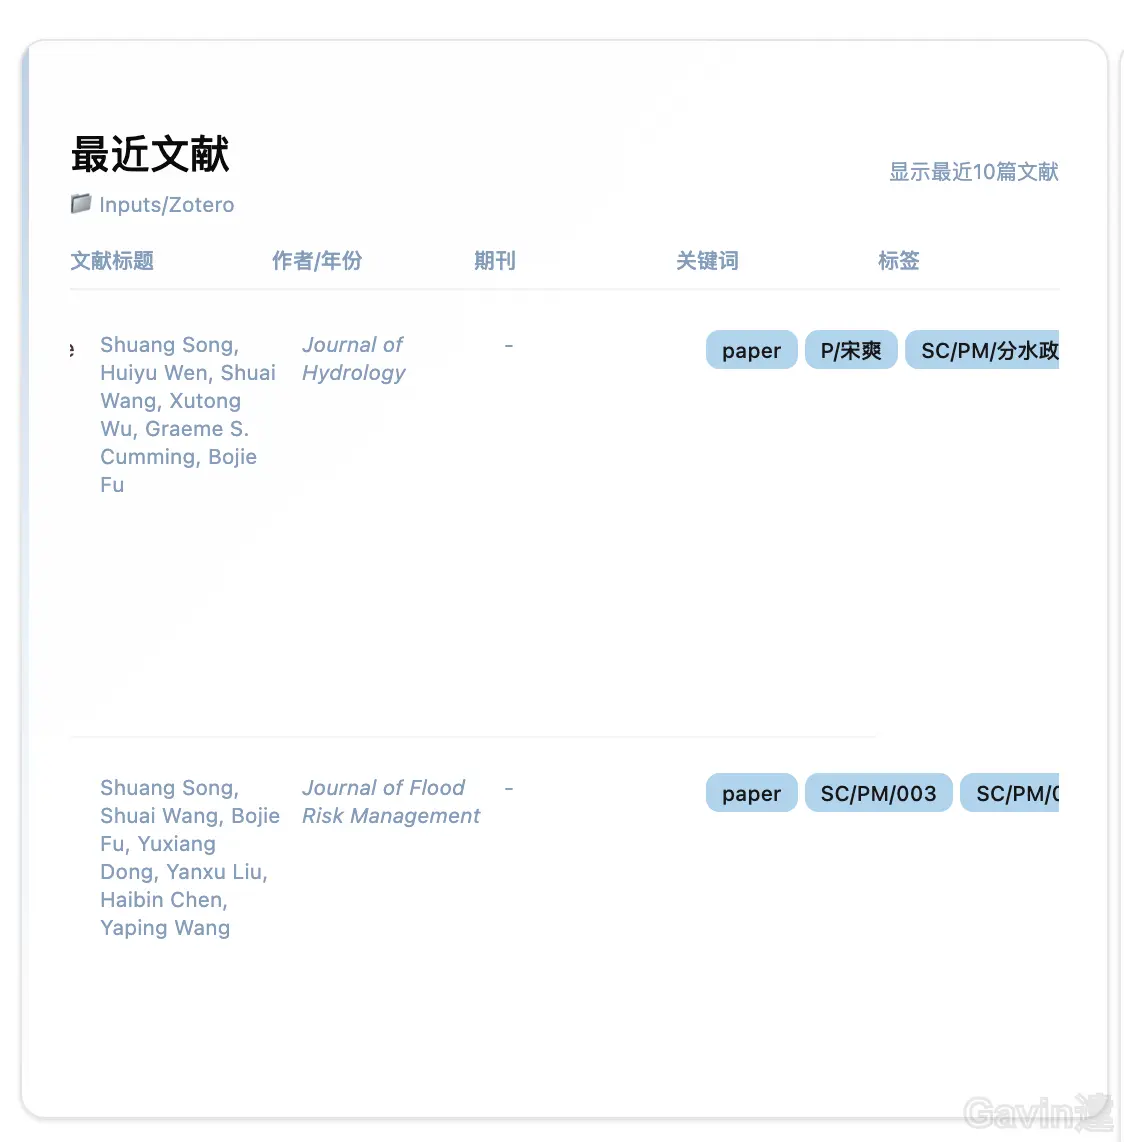 最近文献
显示最近10篇文献
Inputs/Zotero
文献标题 作者/年份 期刊 关键词 标签
e Shuang Song, Journal of - paper P/宋爽 SC/PM/分水政
Huiyu Wen, Shuai Hydrology
Wang, Xutong
Wu, Graeme S.
Cumming, Bojie
Fu
Shuang Song, Journal of Flood - paper SC/PM/003 SC/PM/0
Shuai Wang, Bojie Risk Management
Fu, Yuxiang
Dong, Yanxu Liu,
Haibin Chen,
Yaping Wang